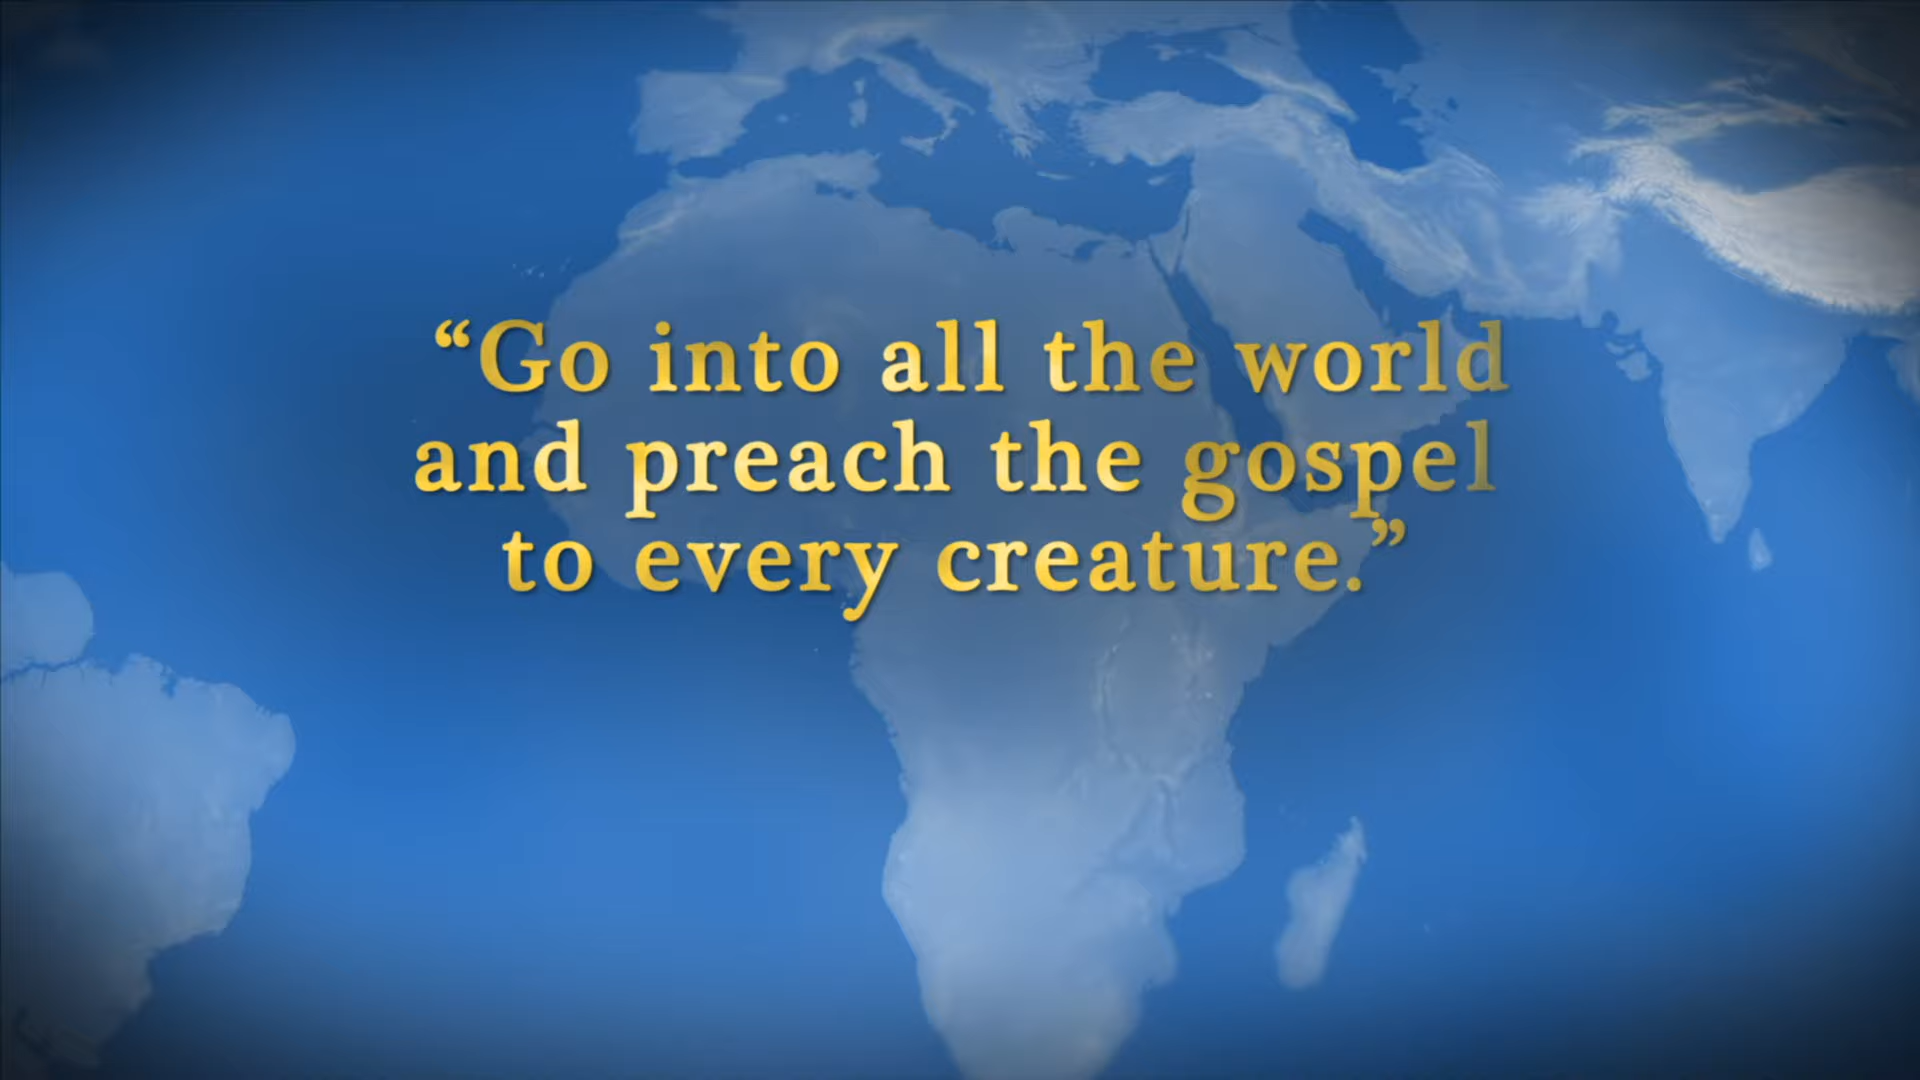 “Go into all the world
and preach the gospel
to every creature.”